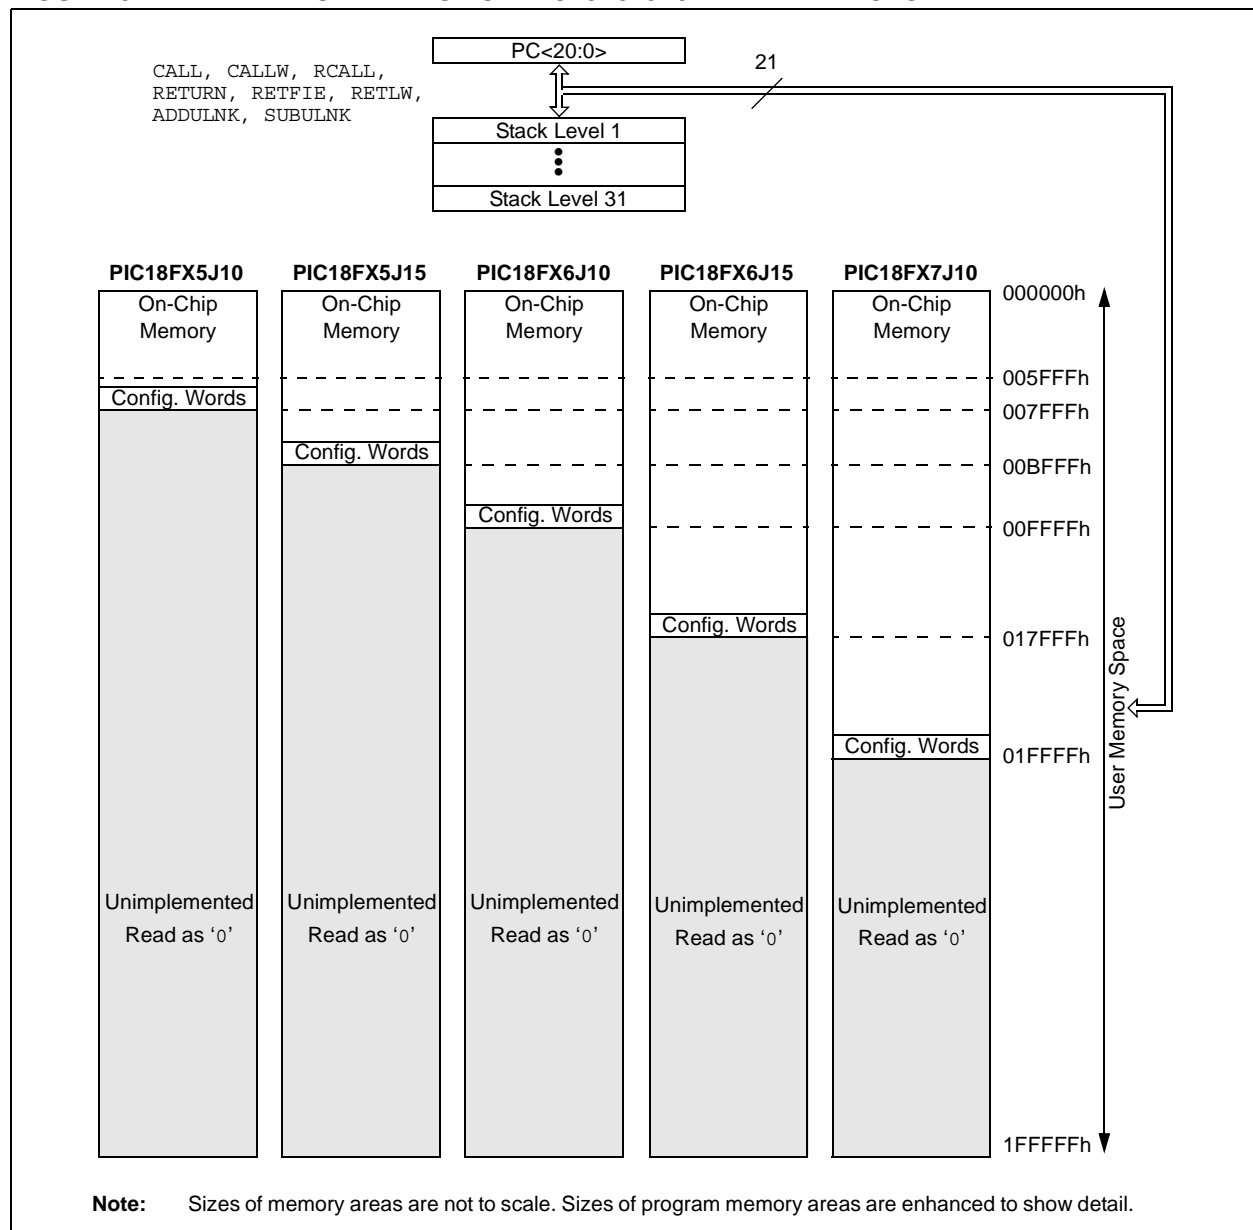 PC<20:0>
21
CALL, CALLW, RCALL,
RETURN, RETFIE, RETLW,
ADDULNK, SUBULNK
Stack Level 1
Stack Level 31
PIC18FX5J10 PIC18FX5J15 PIC18FX6J10 PIC18FX6J15 PIC18FX7J10
000000h
On-Chip On-Chip On-Chip On-Chip On-Chip
Memory Memory Memory Memory Memory
005FFFh
Config. Words
007FFFh
Config. Words
00BFFFh
Config. Words
00FFFFh
Config. Words
017FFFh
User Memory Space
Config. Words
01FFFFh
Unimplemented Unimplemented Unimplemented Unimplemented Unimplemented
Read as ‘0’ Read as ‘0’ Read as ‘0’ Read as ‘0’ Read as ‘0’
1FFFFFh
Note: Sizes of memory areas are not to scale. Sizes of program memory areas are enhanced to show detail.